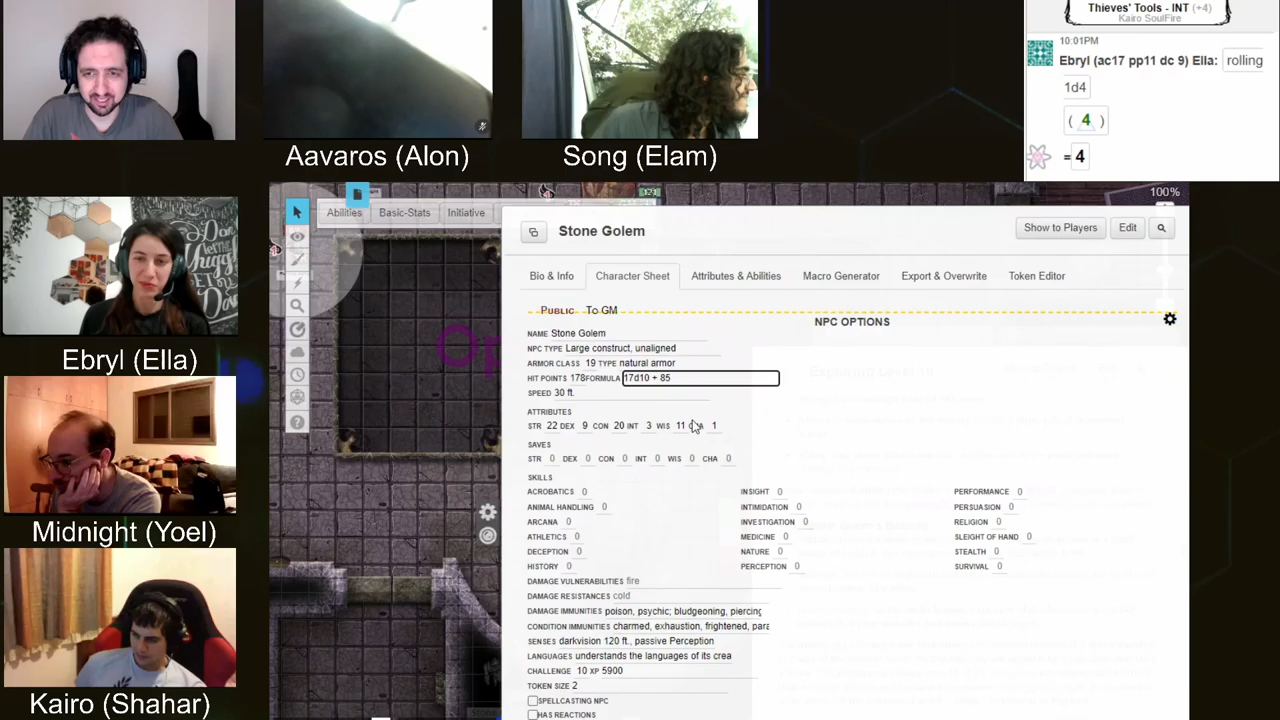 Thieves' Tools - INT (+4)
Kairo SoulFire
10:01PM
Ebryl (ac17 pp11 dc 9) Ella: rolling
1d4
( 4 )
= 4
Aavaros (Alon)
Song (Elam)
Ebryl (Ella)
Midnight (Yoel)
Kairo (Shahar)
100%
Abilities Basic-Stats Initiative
Stone Golem
Show to Players Edit
Bio & Info Character Sheet Attributes & Abilities Macro Generator Export & Overwrite Token Editor
PUBLIC To GM
NPC OPTIONS
NAME Stone Golem
NPC TYPE Large construct, unaligned
ARMOR CLASS 19 TYPE natural armor
HIT POINTS 178 FORMULA 17d10 + 85
SPEED 30 ft.
ATTRIBUTES
STR 22 DEX 9 CON 20 INT 3 WIS 11 1
SAVES
STR 0 DEX 0 CON 0 INT 0 WIS 0 CHA 0
SKILLS
ACROBATICS 0 INSIGHT 0 PERFORMANCE 0
ANIMAL HANDLING 0 INTIMIDATION 0 PERSUASION 0
ARCANA 0 INVESTIGATION 0 RELIGION 0
ATHLETICS 0 MEDICINE 0 SLEIGHT OF HAND 0
DECEPTION 0 NATURE 0 STEALTH 0
HISTORY 0 PERCEPTION 0 SURVIVAL 0
DAMAGE VULNERABILITIES fire
DAMAGE RESISTANCES cold
DAMAGE IMMUNITIES poison, psychic; bludgeoning, piercing
CONDITION IMMUNITIES charmed, exhaustion, frightened, para
SENSES darkvision 120 ft., passive Perception
LANGUAGES understands the languages of its crea
CHALLENGE 10 XP 5900
TOKEN SIZE 2
SPELLCASTING NPC
HAS REACTIONS